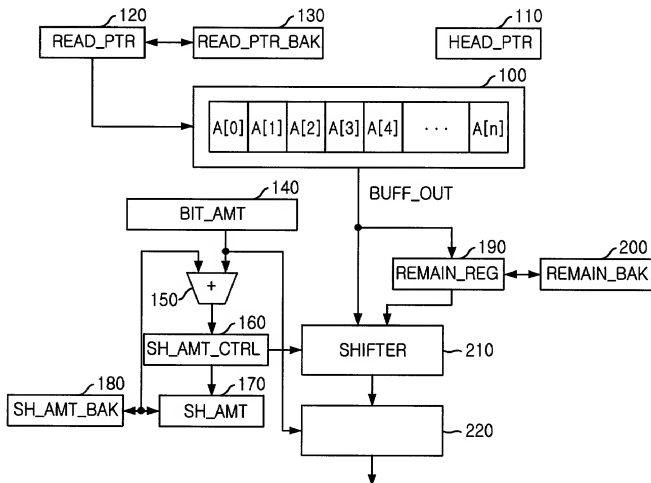 120
130
110
READ_PTR
READ_PTR_BAK
HEAD_PTR
100
A[0] A[1] A[2] A[3] A[4] ... A[n]
140
BUFF_OUT
BIT_AMT
190
200
REMAIN_REG
REMAIN_BAK
150
+
160
SH_AMT_CTRL
SHIFTER
210
180
170
SH_AMT_BAK
SH_AMT
220